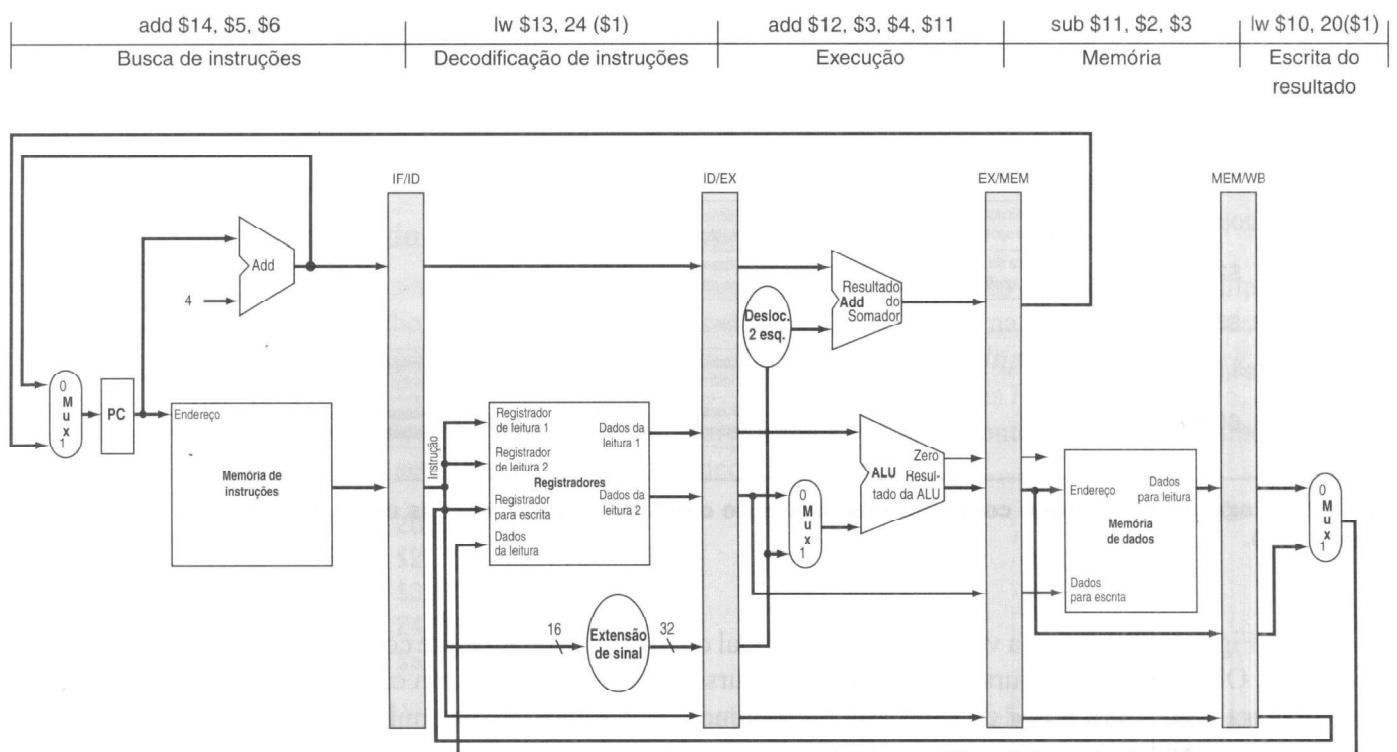 add $14, $5, $6
lw $13, 24 ($1)
add $12, $3, $4, $11
sub $11, $2, $3
lw $10, 20($1)
Busca de instruções
Decodificação de instruções
Execução
Memória
Escrita do
resultado
IF/ID
ID/EX
EX/MEM
MEM/WB
Add
4
Desloc.
2 esq.
Resultado
Add do
Somador
0
M
u
x
1
PC
Endereço
Memória de
instruções
Instrução
Registrador
de leitura 1
Registrador
de leitura 2
Registradores
Registrador
para escrita
Dados
da leitura
Dados da
leitura 1
Dados da
leitura 2
0
M
u
x
1
ALU
Zero
Resul-
tado da ALU
Endereço
Dados
para leitura
Memória
de dados
Dados
para escrita
0
M
u
x
1
16
Extensão
de sinal
32